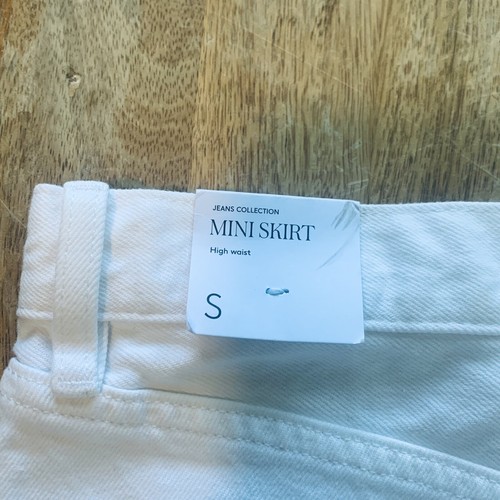 JEANS COLLECTION
MINI SKIRT
High waist
S